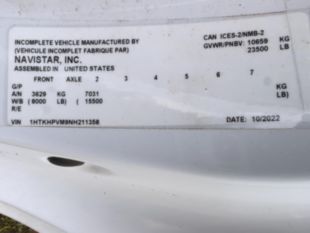 INCOMPLETE VEHICLE MANUFACTURED BY
(VEHICULE INCOMPLET FABRIQUE PAR)
NAVISTAR, INC.
ASSEMBLED IN UNITED STATES
CAN ICES-2/NMB-2
GVWR/PNBV: 10659 KG
23500 LB
FRONT AXLE 2 3 4 5 6 7
G/P
A/N 3629 KG 7031 KG
W/B ( 8000 LB) ( 15500 LB)
R/E
VIN 1HTKHPVM9NH211358
DATE: 10/2022